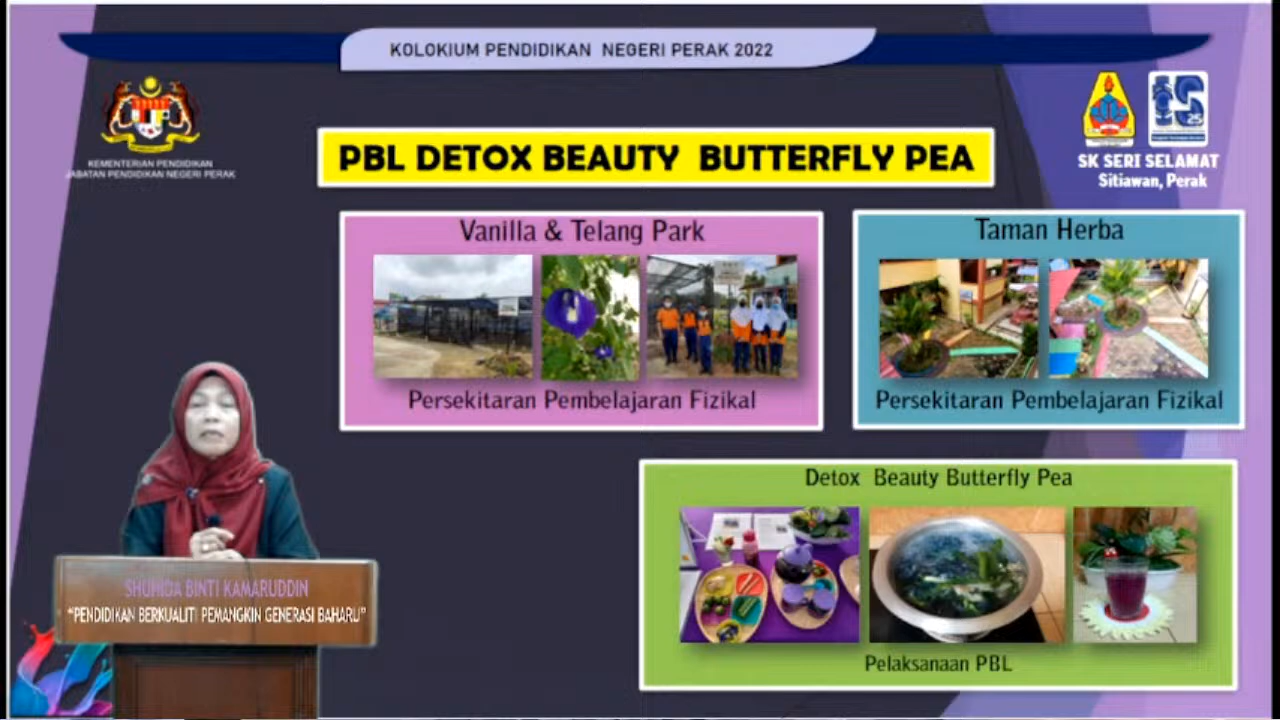 KOLOKIUM PENDIDIKAN NEGERI PERAK 2022
KEMENTERIAN PENDIDIKAN
JABATAN PENDIDIKAN NEGERI PERAK
SK SERI SELAMAT
Sitiawan, Perak
PBL DETOX BEAUTY BUTTERFLY PEA
Vanilla & Telang Park
Persekitaran Pembelajaran Fizikal
Taman Herba
Persekitaran Pembelajaran Fizikal
Detox Beauty Butterfly Pea
Pelaksanaan PBL
SHUHIDA BINTI KAMARUDDIN
“PENDIDIKAN BERKUALITI PEMANGKIN GENERASI BAHARU”